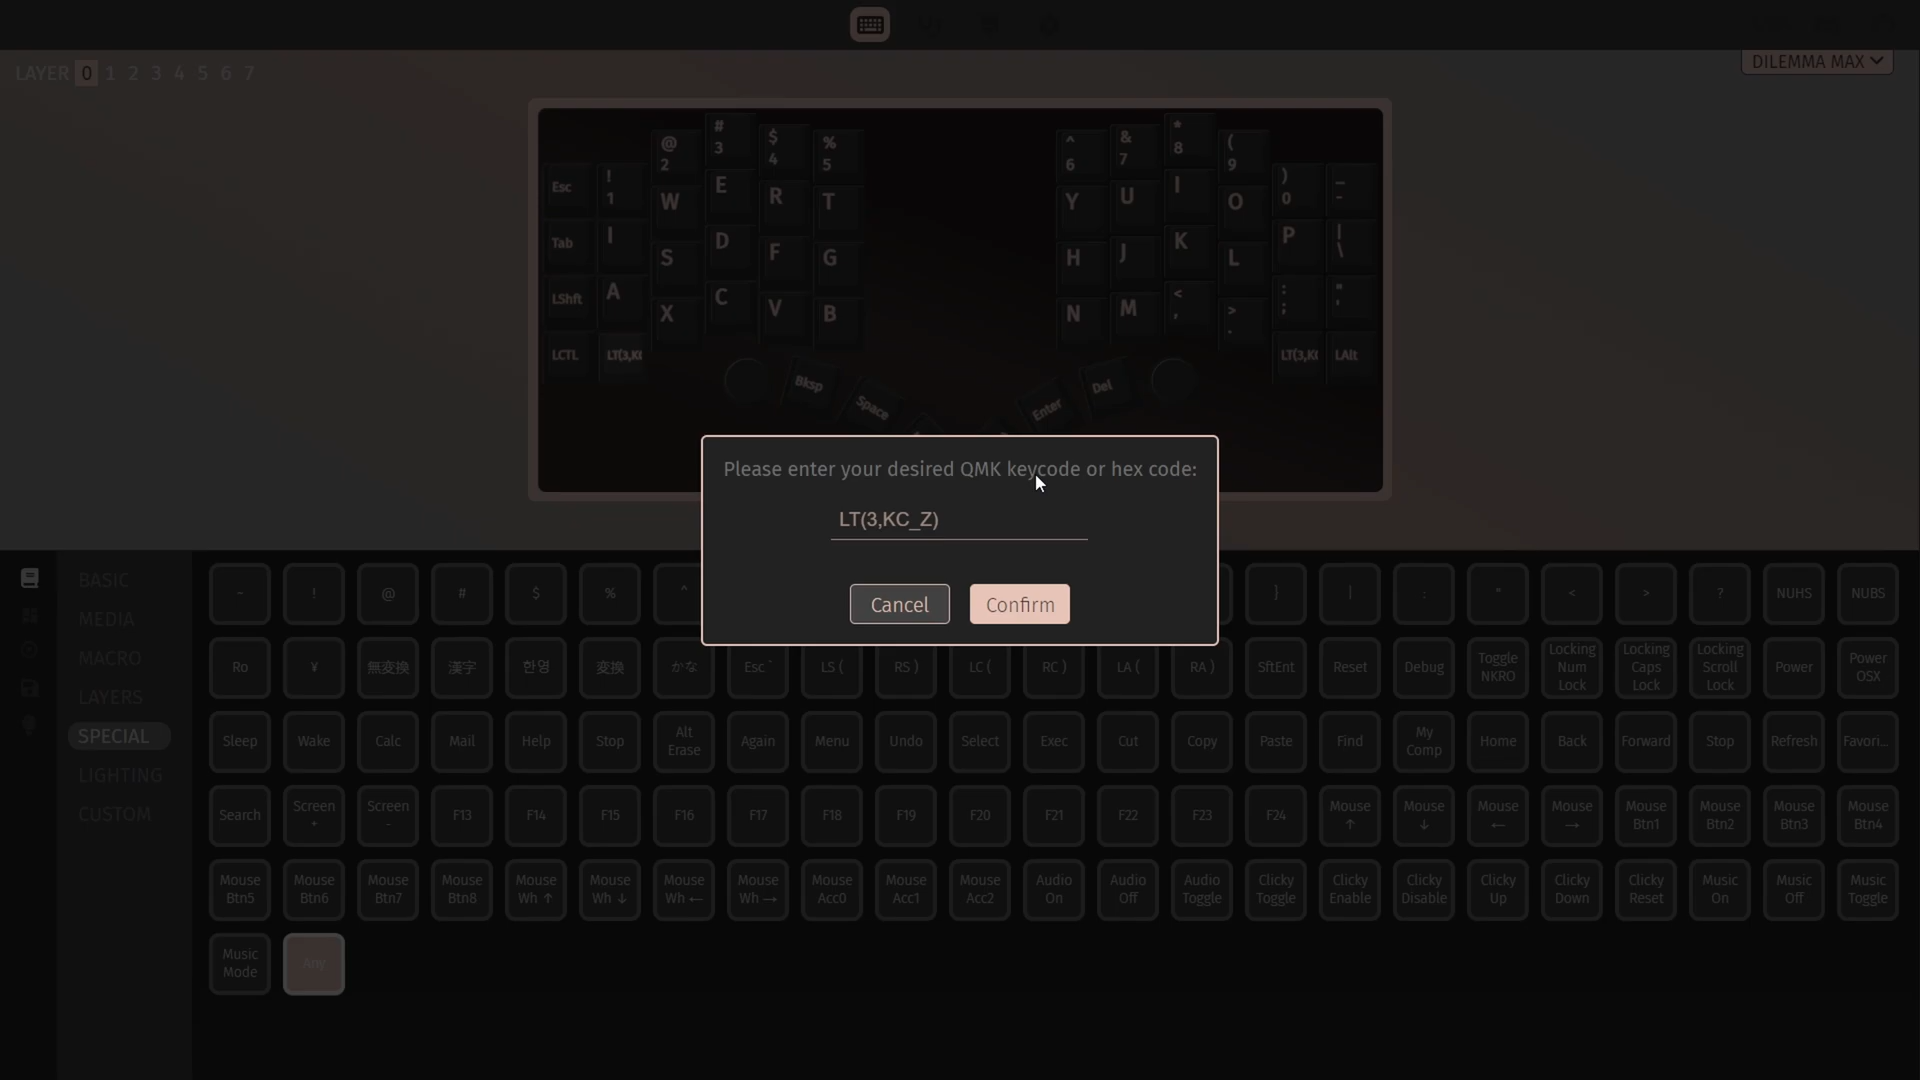 LAYER 0 1 2 3 4 5 6 7
DILEMMA MAX
Esc
!
1
@
2
#
3
$
4
%
5
^
6
&
7
*
8
(
9
)
0
_
-
Tab
I
W
E
R
T
Y
U
I
O
P
|
\
LShft
A
S
D
F
G
H
J
K
L
:
;
"
'
LCTL
LT(3,K
X
C
V
B
N
M
<
,
>
.
LT(3,K
LAlt
Bksp
Space
Enter
Del
Please enter your desired QMK keycode or hex code:
LT(3,KC_Z)
Cancel Confirm
BASIC
MEDIA
MACRO
LAYERS
SPECIAL
LIGHTING
CUSTOM
~ ! @ # $ % ^ } | : " < > ? NUHS NUBS
Ro ¥ 無変換 漢字 한영 変換 かな Esc ` LS ( RS ) LC ( RC ) LA ( RA ) SftEnt Reset Debug Toggle NKRO Locking Num Lock Locking Caps Lock Locking Scroll Lock Power Power OSX
Sleep Wake Calc Mail Help Stop Alt Erase Again Menu Undo Select Exec Cut Copy Paste Find My Comp Home Back Forward Stop Refresh Favori...
Search Screen + Screen - F13 F14 F15 F16 F17 F18 F19 F20 F21 F22 F23 F24 Mouse ↑ Mouse ↓ Mouse ← Mouse → Mouse Btn1 Mouse Btn2 Mouse Btn3 Mouse Btn4
Mouse Btn5 Mouse Btn6 Mouse Btn7 Mouse Btn8 Mouse Wh ↑ Mouse Wh ↓ Mouse Wh ← Mouse Wh → Mouse Acc0 Mouse Acc1 Mouse Acc2 Audio On Audio Off Audio Toggle Clicky Toggle Clicky Enable Clicky Disable Clicky Up Clicky Down Clicky Reset Music On Music Off Music Toggle
Music Mode Any